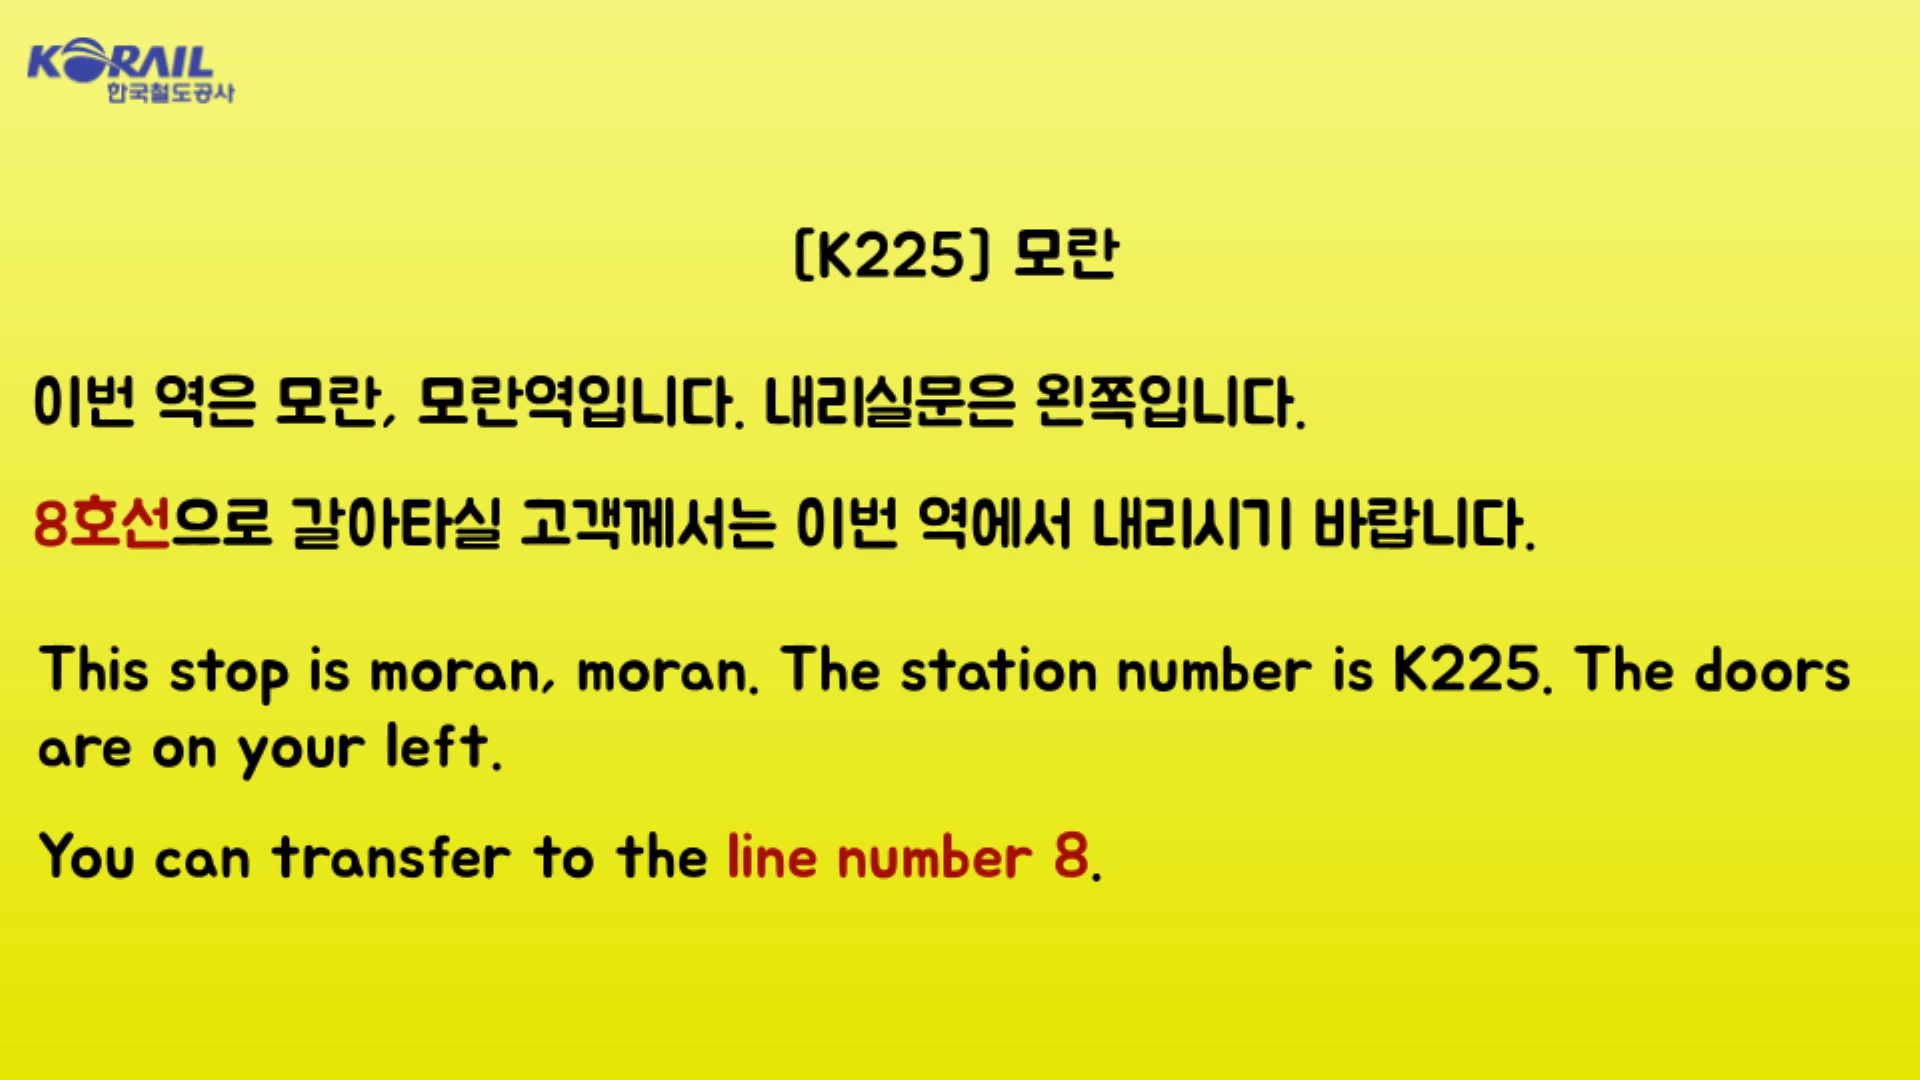 KORAIL
한국철도공사
[K225] 모란
이번 역은 모란, 모란역입니다. 내리실문은 왼쪽입니다.
8호선으로 갈아타실 고객께서는 이번 역에서 내리시기 바랍니다.
This stop is moran, moran. The station number is K225. The doors
are on your left.
You can transfer to the line number 8.